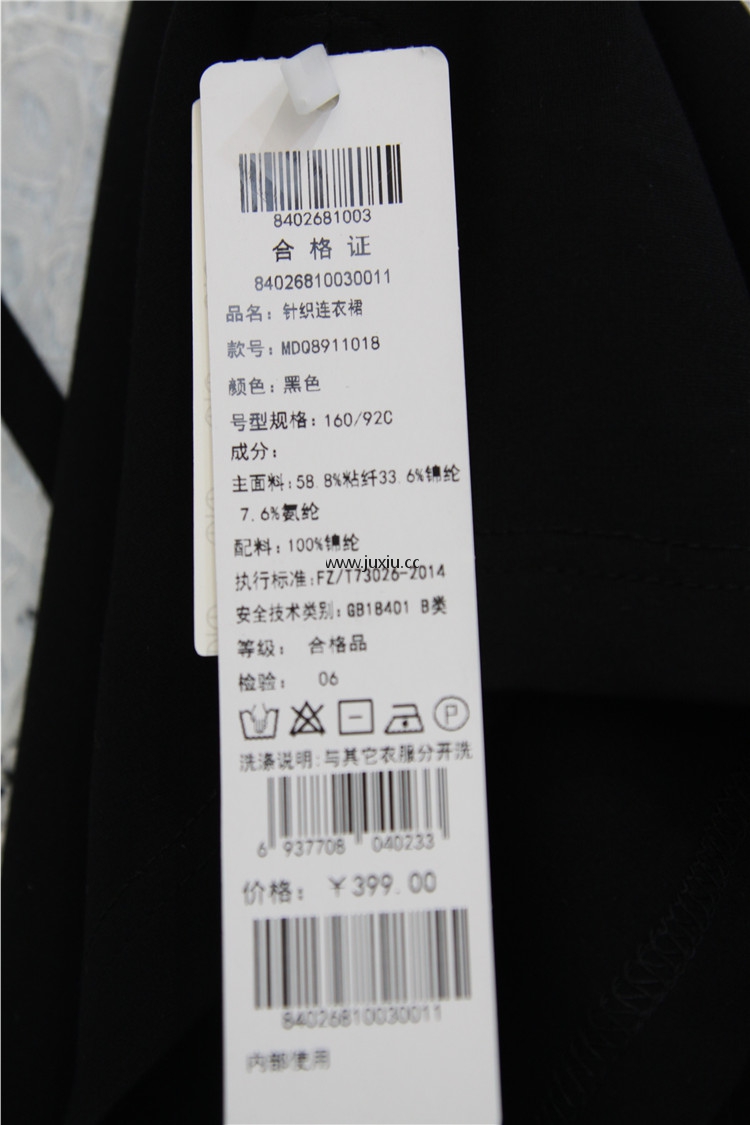 8402681003
合格证
84026810030011
品名：针织连衣裙
款号：MDQ8911018
颜色：黑色
号型规格：160/92C
成分：
主面料：58.8%粘纤33.6%锦纶
7.6%氨纶
配料：100%锦纶
www.juxiu.cc
执行标准：FZ/T73026-2014
安全技术类别：GB18401 B类
等级： 合格品
检验： 06
P
洗涤说明：与其它衣服分开洗
6 937708 040233
价格：￥399.00
84026810030011
内部使用